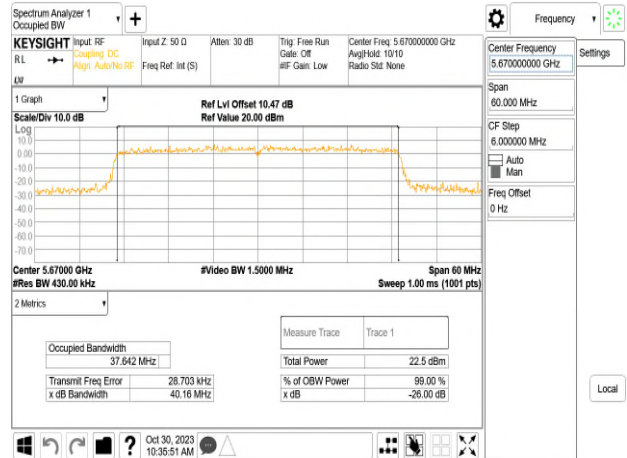 Spectrum Analyzer 1
Occupied BW
Frequency
KEYSIGHT
Input: RF
Coupling: DC
Align: Auto/No RF
Input Z: 50 Ω
Freq Ref: Int (S)
Atten: 30 dB
Trig: Free Run
Gate: Off
#IF Gain: Low
Center Freq: 5.670000000 GHz
Avg|Hold: 10/10
Radio Std: None
RL
LXI
Center Frequency
5.670000000 GHz
Settings
Span
60.000 MHz
CF Step
6.000000 MHz
Auto
Man
Freq Offset
0 Hz
1 Graph
Ref Lvl Offset 10.47 dB
Scale/Div 10.0 dB
Ref Value 20.00 dBm
Log
10.0
0.00
-10.0
-20.0
-30.0
-40.0
-50.0
-60.0
-70.0
Center 5.67000 GHz
#Video BW 1.5000 MHz
Span 60 MHz
#Res BW 430.00 kHz
Sweep 1.00 ms (1001 pts)
2 Metrics
Measure Trace
Trace 1
Occupied Bandwidth
37.642 MHz
Total Power
22.5 dBm
Transmit Freq Error
28.703 kHz
% of OBW Power
99.00 %
x dB Bandwidth
40.16 MHz
x dB
-26.00 dB
Local
?
Oct 30, 2023
10:35:51 AM